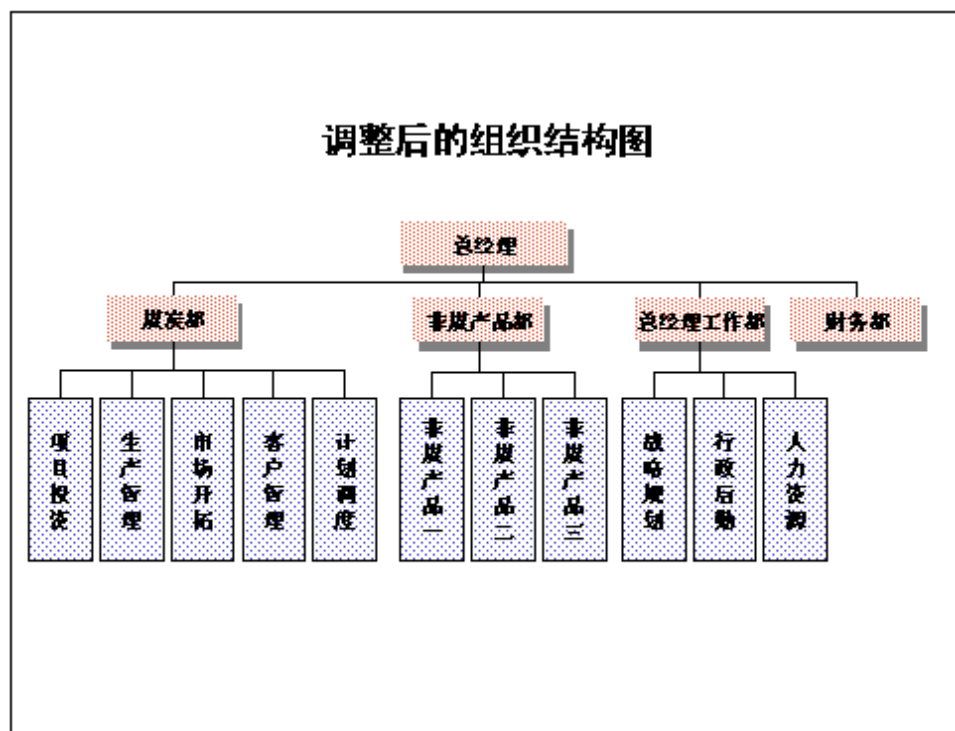 调整后的组织结构图
总经理
煤炭部
非煤产品部
总经理工作部
财务部
项目投资
生产管理
市场开拓
客户管理
计划调度
非煤产品一
非煤产品二
非煤产品三
战略规划
行政后勤
人力资源